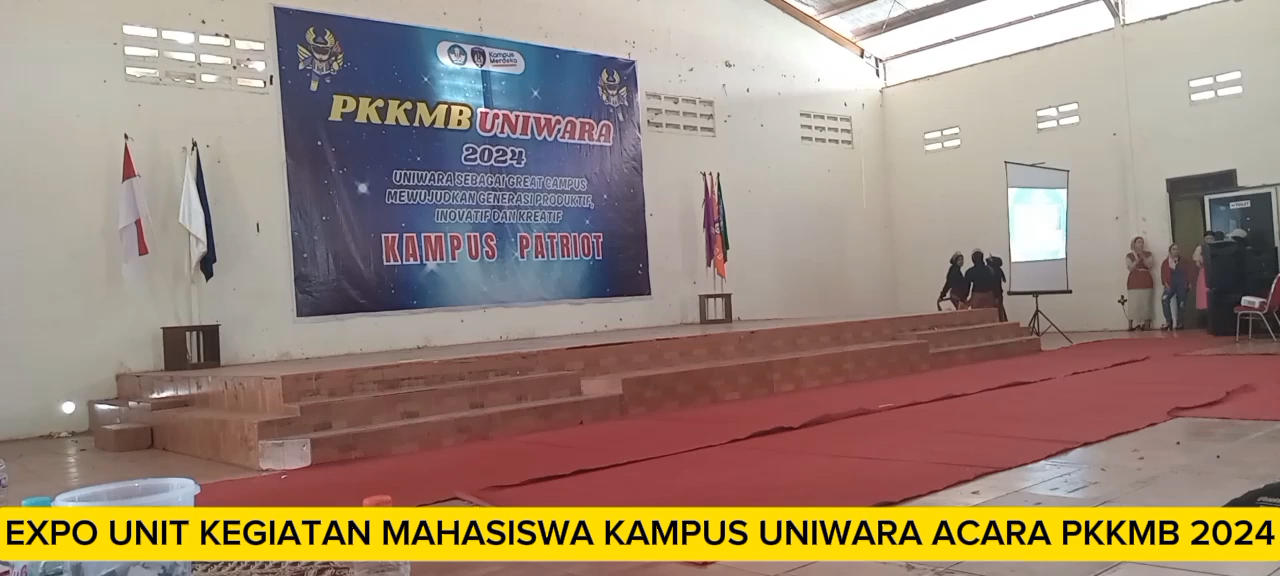 Kampus
Merdeka
PKKMB UNIWARA
2024
UNIWARA SEBAGAI GREAT CAMPUS
MEWUJUDKAN GENERASI PRODUKTIF,
INOVATIF DAN KREATIF
KAMPUS PATRIOT
EXPO UNIT KEGIATAN MAHASISWA KAMPUS UNIWARA ACARA PKKMB 2024